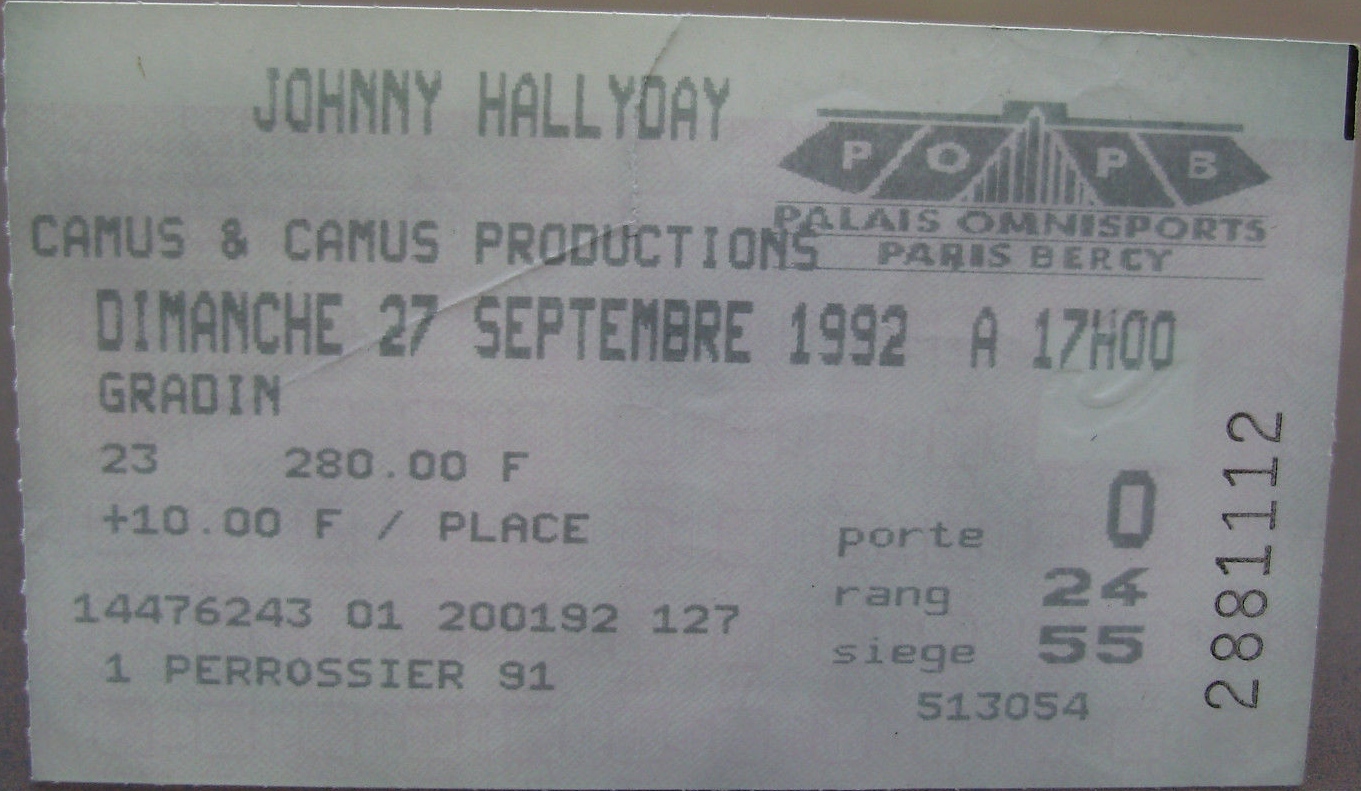 JOHNNY HALLYDAY
P O P B
PALAIS OMNISPORTS
PARIS BERCY
CAMUS & CAMUS PRODUCTIONS
DIMANCHE 27 SEPTEMBRE 1992 A 17H00
GRADIN
23 280.00 F
+10.00 F / PLACE
porte 0
rang 24
siege 55
14476243 01 200192 127
1 PERROSSIER 91
513054
2881112